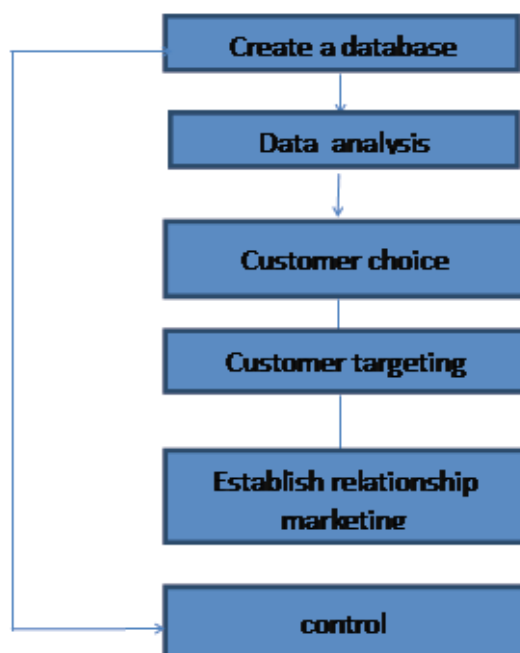 Create a database
Data analysis
Customer choice
Customer targeting
Establish relationship
marketing
control